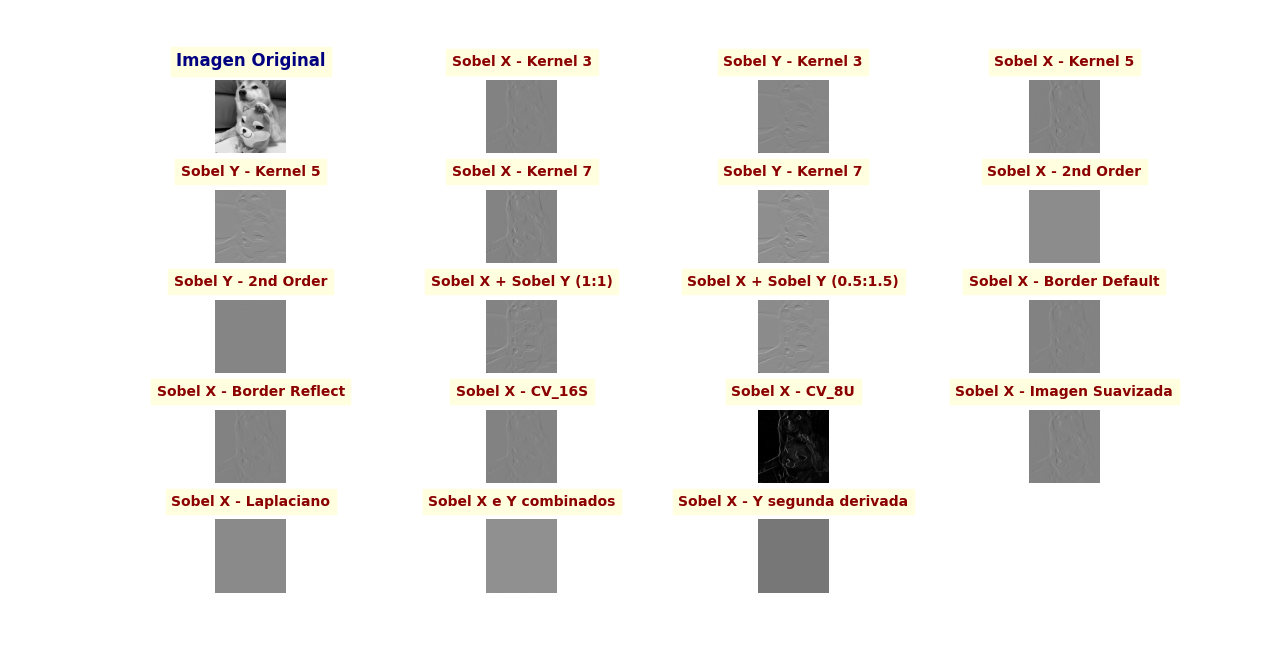 Imagen Original
Sobel X - Kernel 3
Sobel Y - Kernel 3
Sobel X - Kernel 5
Sobel Y - Kernel 5
Sobel X - Kernel 7
Sobel Y - Kernel 7
Sobel X - 2nd Order
Sobel Y - 2nd Order
Sobel X + Sobel Y (1:1)
Sobel X + Sobel Y (0.5:1.5)
Sobel X - Border Default
Sobel X - Border Reflect
Sobel X - CV_16S
Sobel X - CV_8U
Sobel X - Imagen Suavizada
Sobel X - Laplaciano
Sobel X e Y combinados
Sobel X - Y segunda derivada